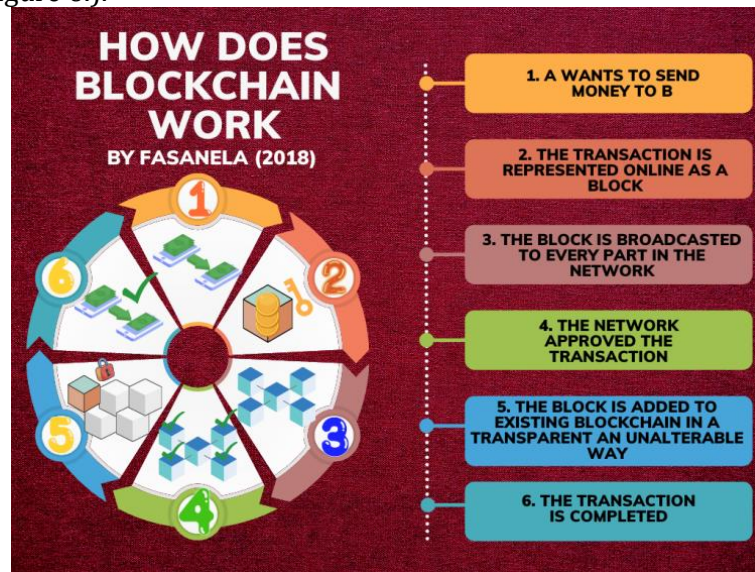 HOW DOES
BLOCKCHAIN
WORK
BY FASANELA (2018)
1
2
3
4
5
6
1. A WANTS TO SEND
MONEY TO B
2. THE TRANSACTION IS
REPRESENTED ONLINE AS A
BLOCK
3. THE BLOCK IS BROADCASTED
TO EVERY PART IN THE
NETWORK
4. THE NETWORK
APPROVED THE
TRANSACTION
5. THE BLOCK IS ADDED TO
EXISTING BLOCKCHAIN IN A
TRANSPARENT AN UNALTERABLE
WAY
6. THE TRANSACTION
IS COMPLETED